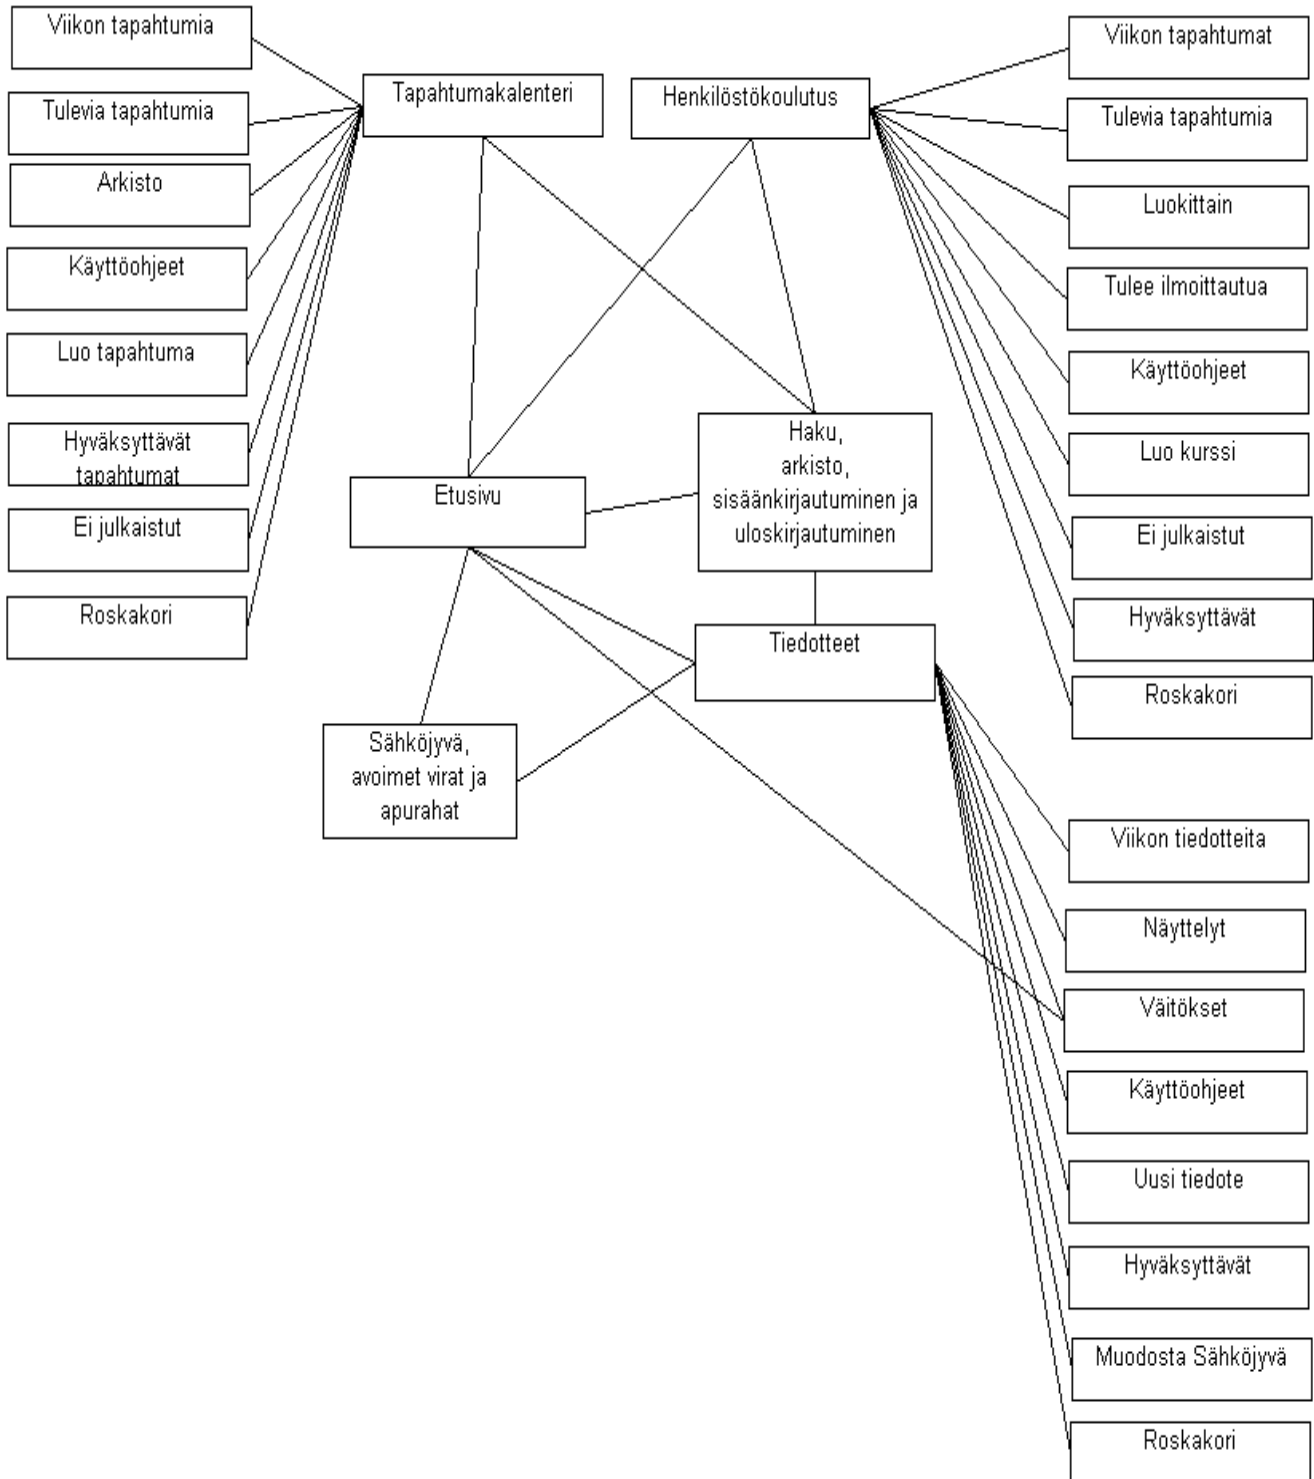 Viikon tapahtumia
Tulevia tapahtumia
Arkisto
Käyttöohjeet
Luo tapahtuma
Hyväksyttävät
tapahtumat
Ei julkaistut
Roskakori
Tapahtumakalenteri
Henkilöstökoulutus
Haku,
arkisto,
sisäänkirjautuminen ja
uloskirjautuminen
Etusivu
Tiedotteet
Sähköjyvä,
avoimet virat ja
apurahat
Viikon tapahtumat
Tulevia tapahtumia
Luokittain
Tulee ilmoittautua
Käyttöohjeet
Luo kurssi
Ei julkaistut
Hyväksyttävät
Roskakori
Viikon tiedotteita
Näyttelyt
Väitökset
Käyttöohjeet
Uusi tiedote
Hyväksyttävät
Muodosta Sähköjyvä
Roskakori